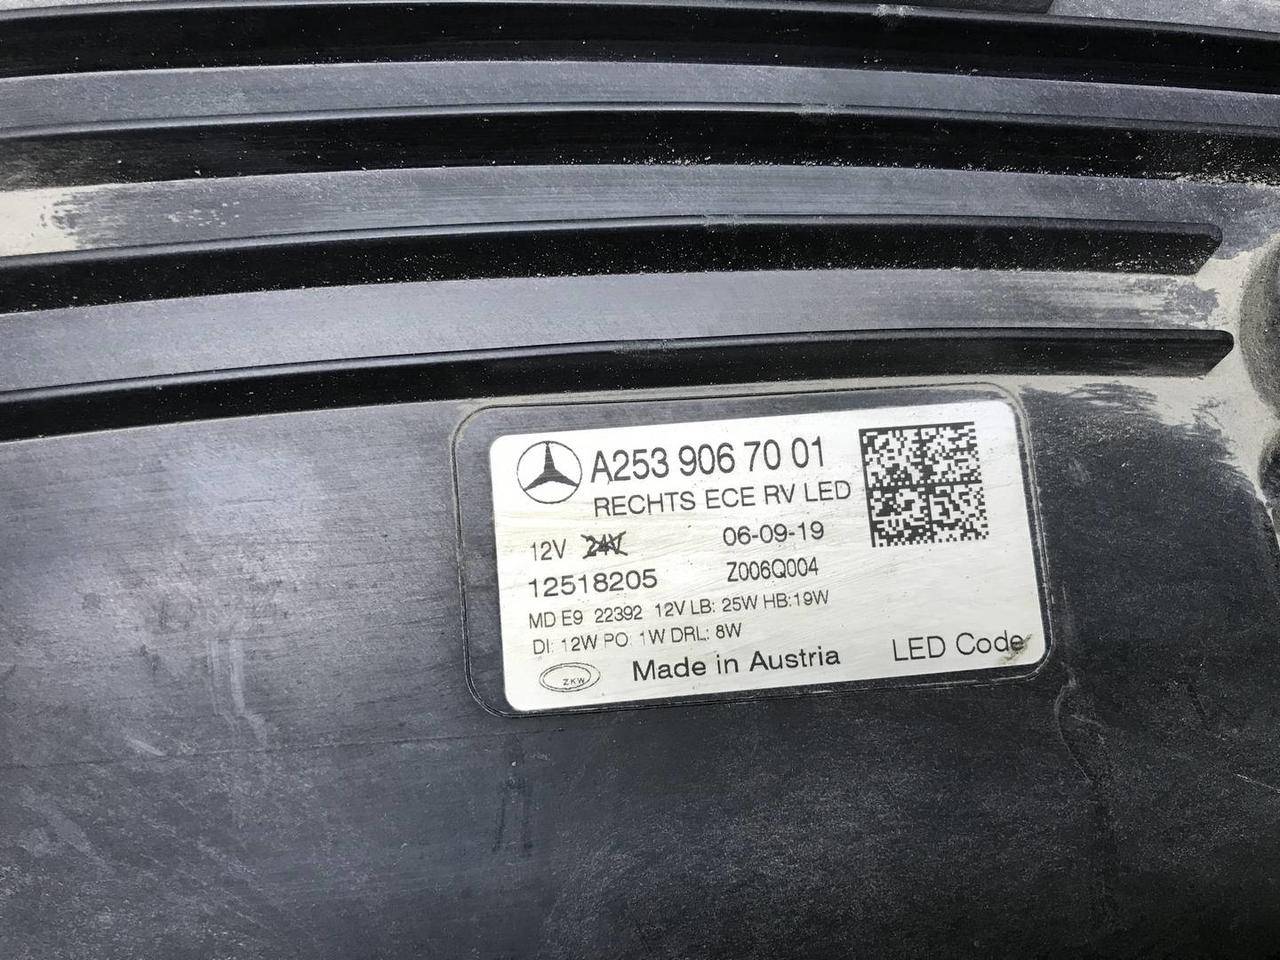 A253 906 70 01
RECHTS ECE RV LED
12V 24V 06-09-19
12518205 Z006Q004
MD E9 22392 12V LB: 25W HB:19W
DI: 12W PO: 1W DRL: 8W
ZKW Made in Austria LED Code